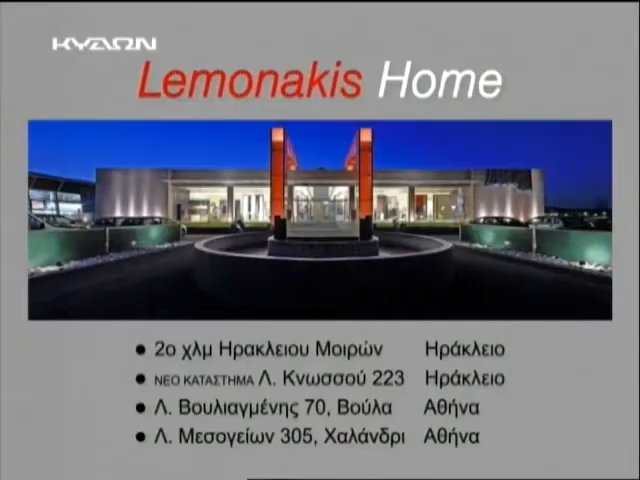 ΚΥΔΩΝ
Lemonakis Home
2ο χλμ Ηρακλειου Μοιρών Ηράκλειο
ΝΕΟ ΚΑΤΑΣΤΗΜΑ Λ. Κνωσσού 223 Ηράκλειο
Λ. Βουλιαγμένης 70, Βούλα Αθήνα
Λ. Μεσογείων 305, Χαλάνδρι Αθήνα